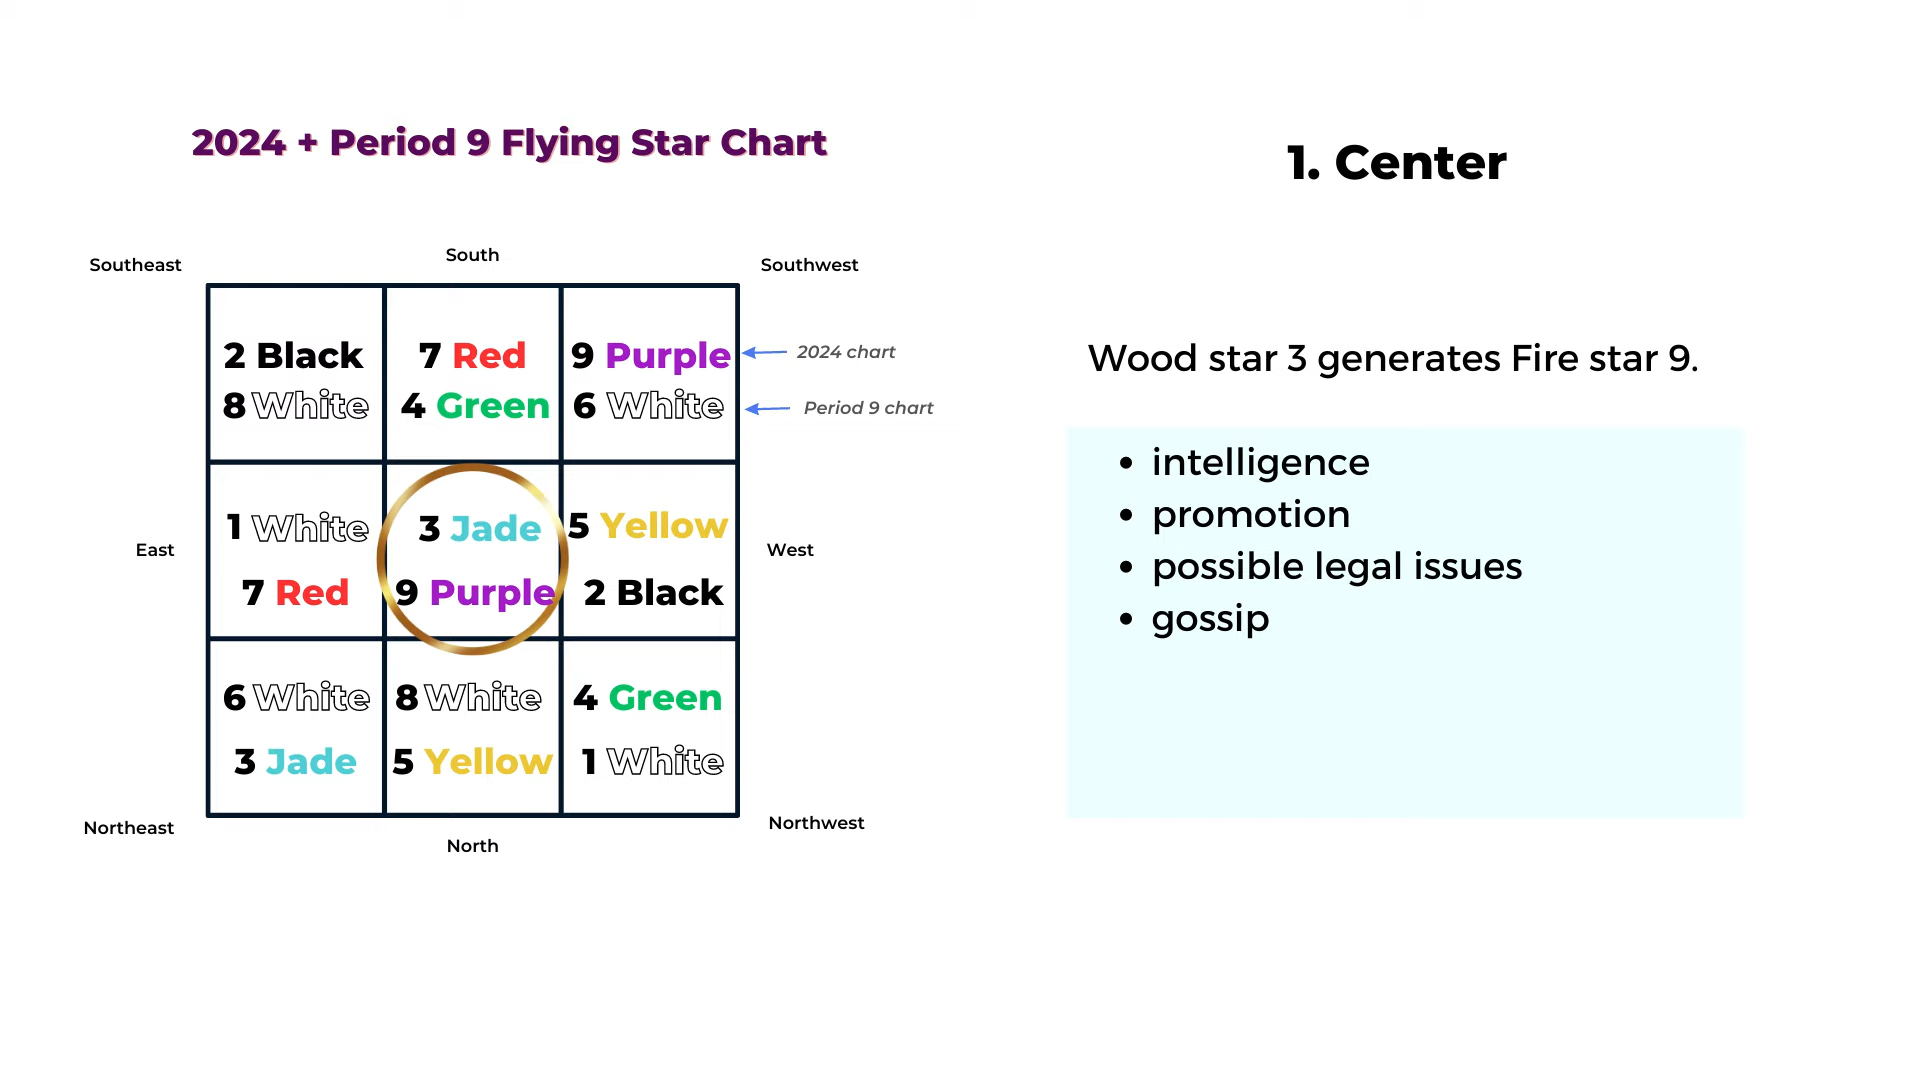 2024 + Period 9 Flying Star Chart
1. Center
Southeast
South
Southwest
2 Black
8 White
7 Red
4 Green
9 Purple
6 White
2024 chart
Period 9 chart
East
1 White
7 Red
3 Jade
9 Purple
5 Yellow
2 Black
West
6 White
3 Jade
8 White
5 Yellow
4 Green
1 White
Northeast
North
Northwest
Wood star 3 generates Fire star 9.
• intelligence
• promotion
• possible legal issues
• gossip